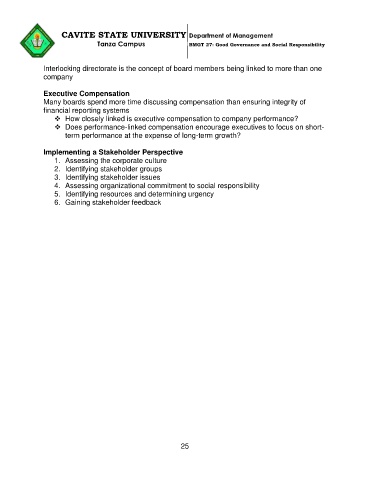 CAVITE STATE UNIVERSITY Department of Management
Tanza Campus BMGT 27- Good Governance and Social Responsibility
Interlocking directorate is the concept of board members being linked to more than one
company
Executive Compensation
Many boards spend more time discussing compensation than ensuring integrity of
financial reporting systems
❖ How closely linked is executive compensation to company performance?
❖ Does performance-linked compensation encourage executives to focus on short-
term performance at the expense of long-term growth?
Implementing a Stakeholder Perspective
1. Assessing the corporate culture
2. Identifying stakeholder groups
3. Identifying stakeholder issues
4. Assessing organizational commitment to social responsibility
5. Identifying resources and determining urgency
6. Gaining stakeholder feedback
25